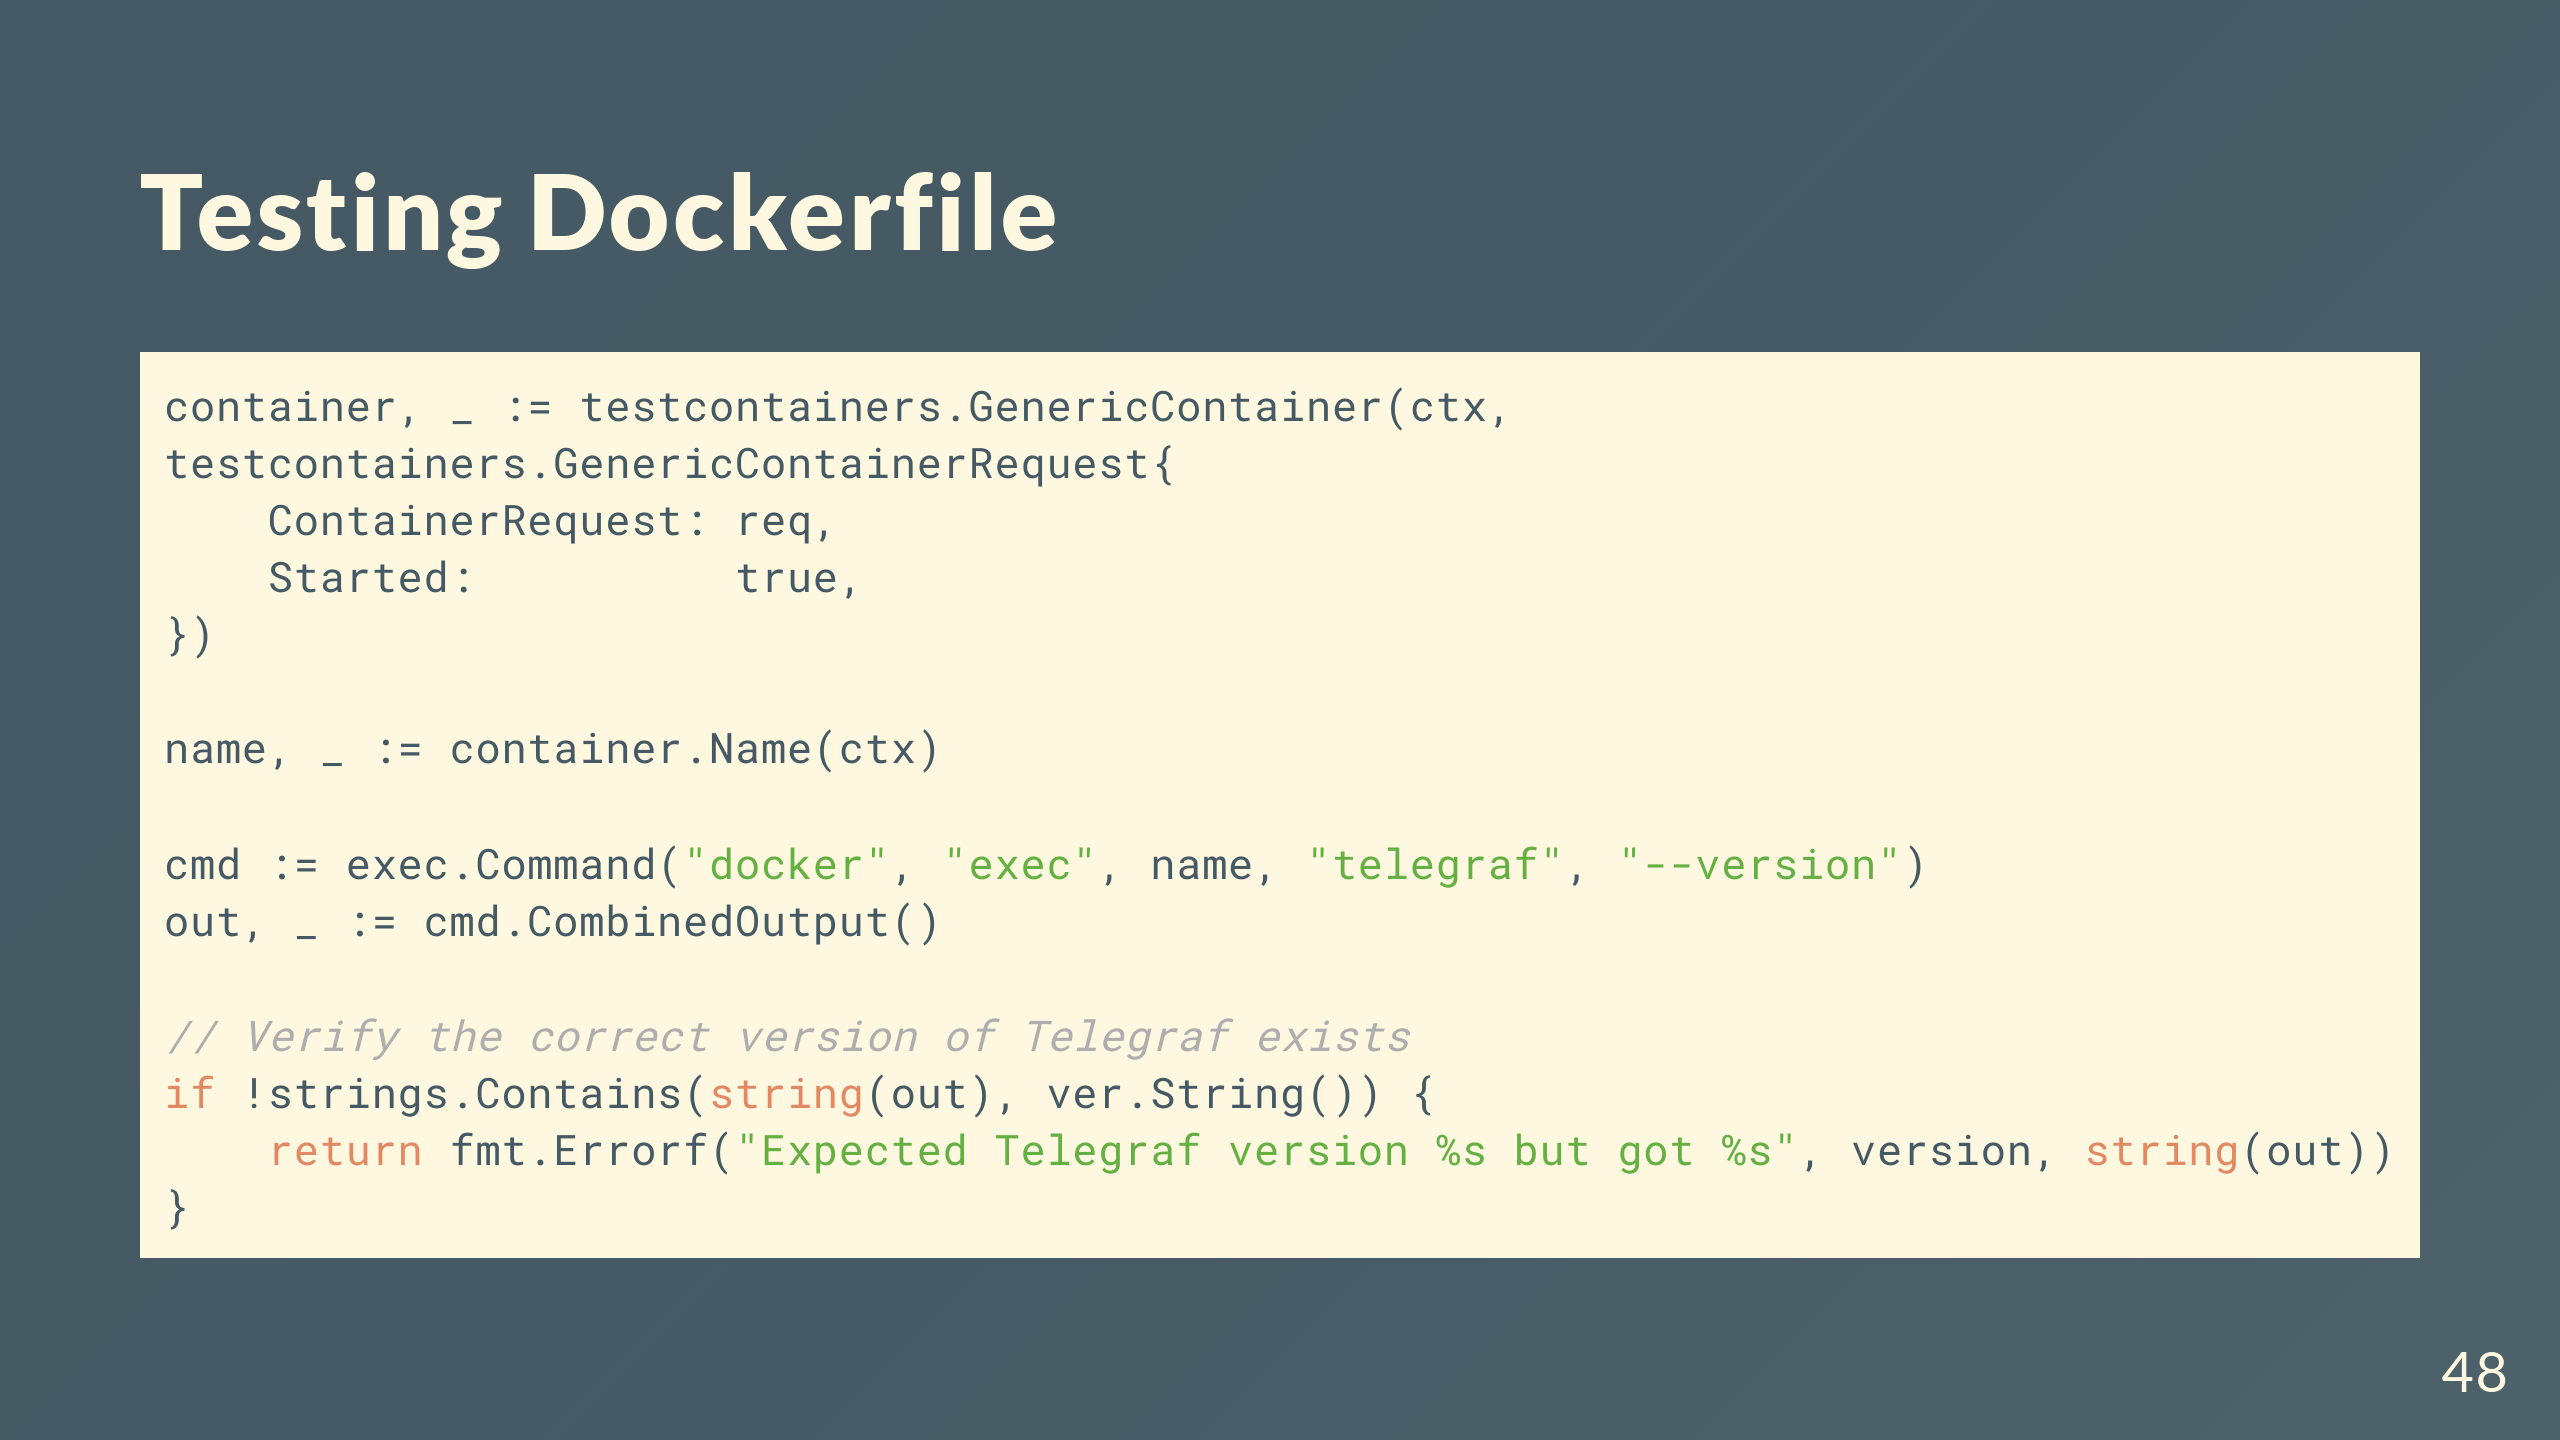 Testing Dockerfile
container, _ := testcontainers.GenericContainer(ctx,
testcontainers.GenericContainerRequest{
    ContainerRequest: req,
    Started:          true,
})
name, _ := container.Name(ctx)
cmd := exec.Command("docker", "exec", name, "telegraf", "--version")
out, _ := cmd.CombinedOutput()
// Verify the correct version of Telegraf exists
if !strings.Contains(string(out), ver.String()) {
    return fmt.Errorf("Expected Telegraf version %s but got %s", version, string(out))
}
48